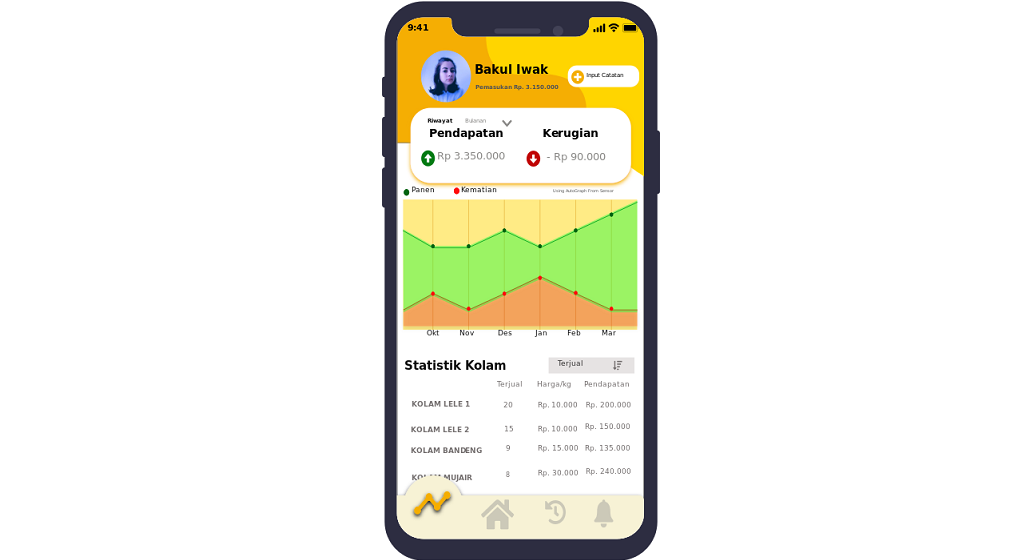 9:41
Bakul Iwak
Pemasukan Rp. 3.150.000
Input Catatan
Riwayat Bulanan
Pendapatan Kerugian
Rp 3.350.000 - Rp 90.000
Panen Kematian Using AutoGraph From Sensor
Okt Nov Des Jan Feb Mar
Statistik Kolam Terjual
Terjual Harga/kg Pendapatan
KOLAM LELE 1 20 Rp. 10.000 Rp. 200.000
KOLAM LELE 2 15 Rp. 10.000 Rp. 150.000
KOLAM BANDENG 9 Rp. 15.000 Rp. 135.000
KOLAM MUJAIR 8 Rp. 30.000 Rp. 240.000